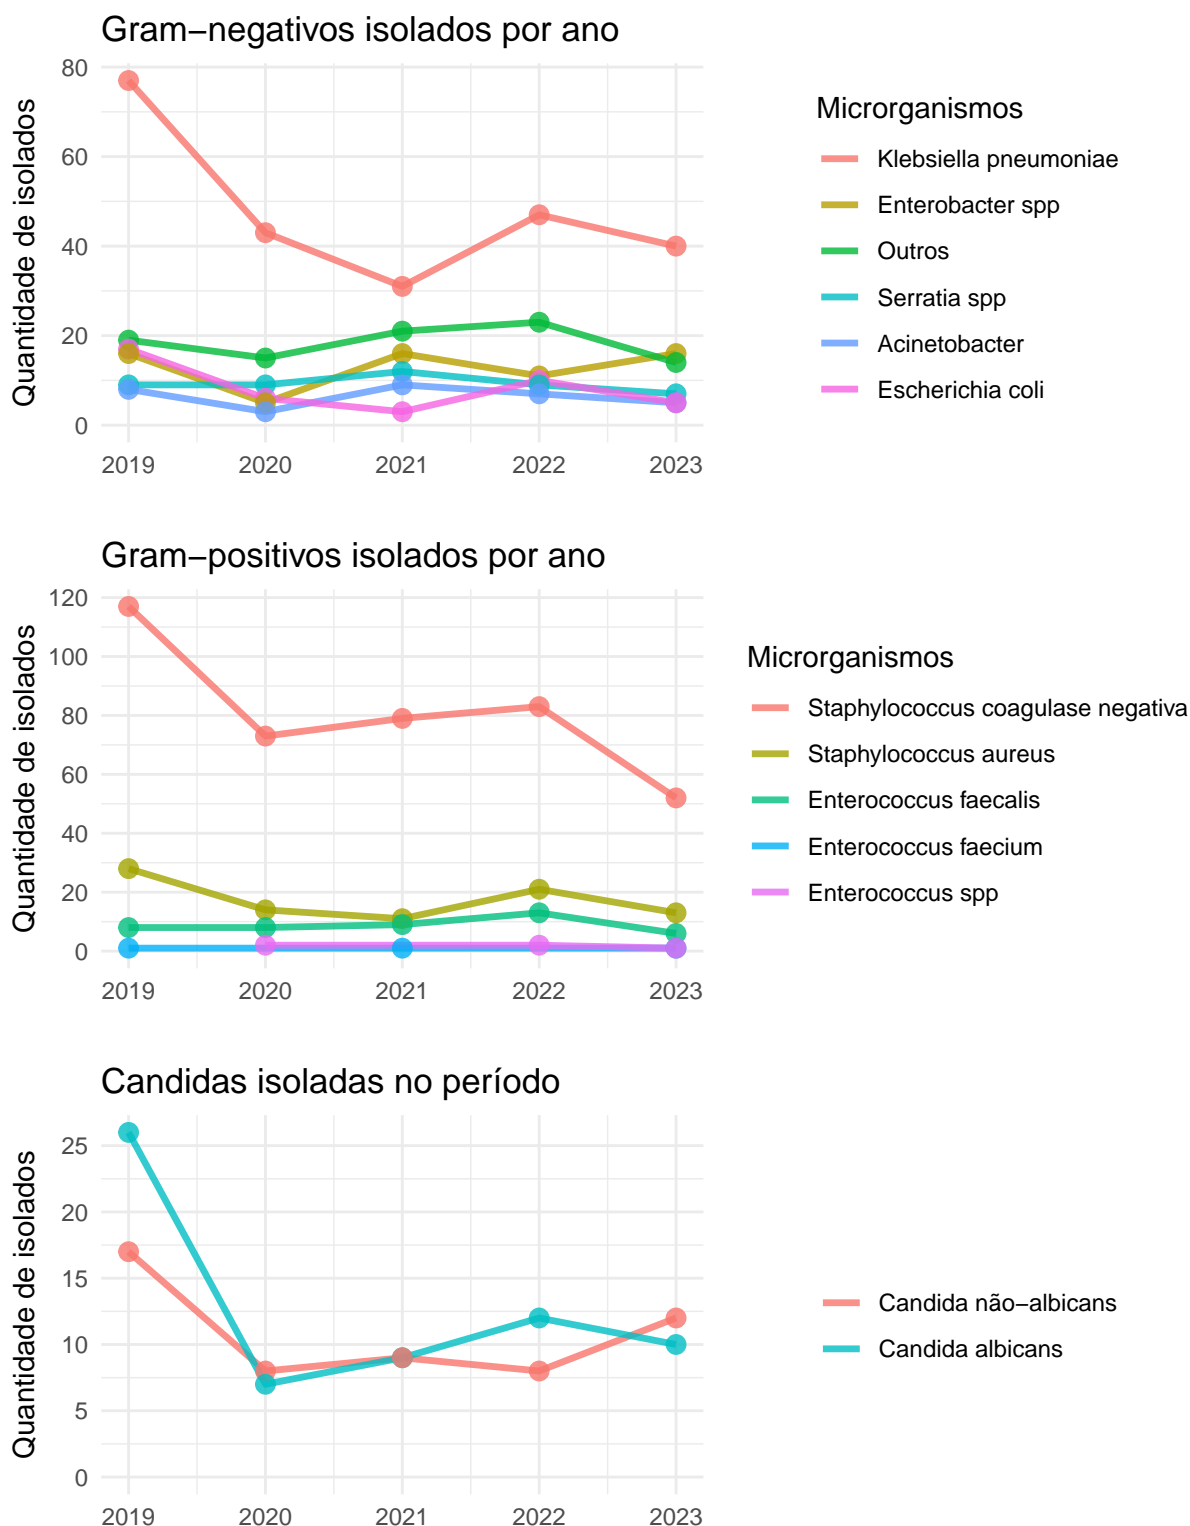 Gram−negativos isolados por ano
Quantidade de isolados
80
60
40
20
0
2019 2020 2021 2022 2023
Microrganismos
Klebsiella pneumoniae
Enterobacter spp
Outros
Serratia spp
Acinetobacter
Escherichia coli
Gram−positivos isolados por ano
Quantidade de isolados
120
100
80
60
40
20
0
2019 2020 2021 2022 2023
Microrganismos
Staphylococcus coagulase negativa
Staphylococcus aureus
Enterococcus faecalis
Enterococcus faecium
Enterococcus spp
Candidas isoladas no período
Quantidade de isolados
25
20
15
10
5
0
2019 2020 2021 2022 2023
Candida não−albicans
Candida albicans